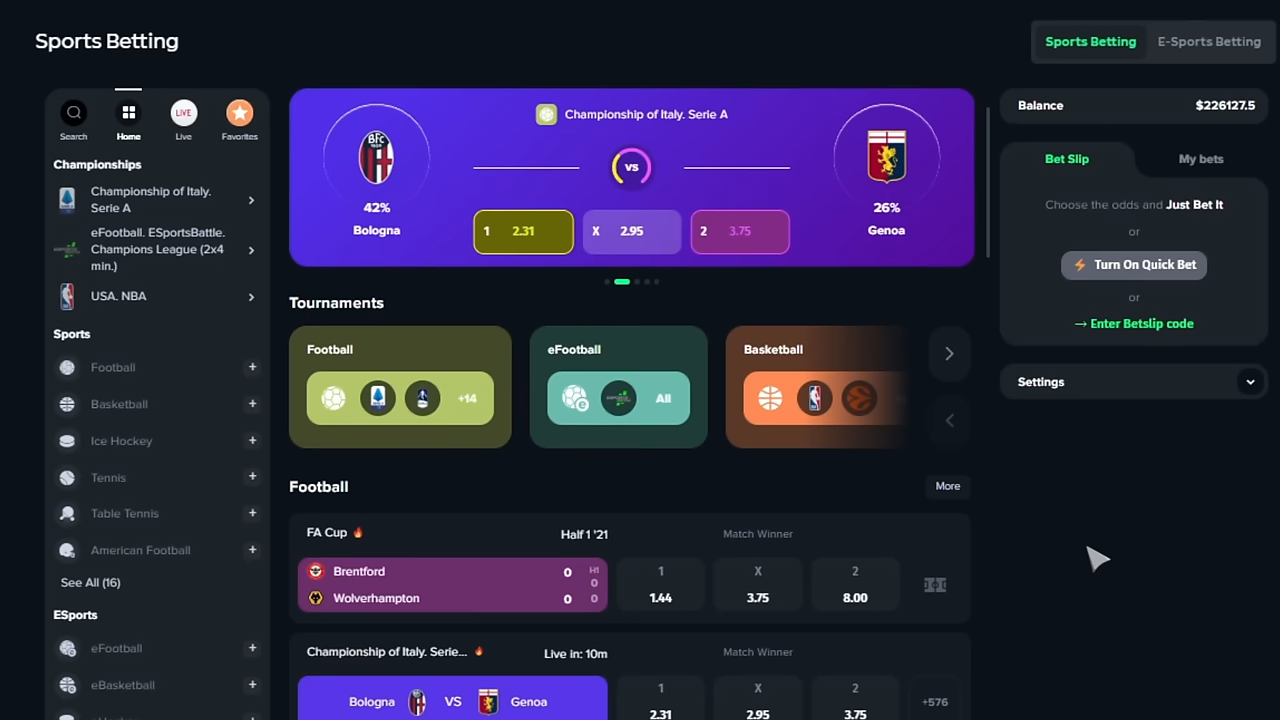 Sports Betting
Sports Betting
E-Sports Betting
Search
Home
LIVE
Live
Favorites
Championships
Championship of Italy.
Serie A
eFootball. ESportsBattle.
Champions League (2x4
min.)
USA. NBA
Sports
Football +
Basketball +
Ice Hockey +
Tennis +
Table Tennis +
American Football +
See All (16)
ESports
eFootball +
eBasketball +
Championship of Italy. Serie A
BFC
VS
42%
Bologna
26%
Genoa
1 2.31
X 2.95
2 3.75
Tournaments
Football
+14
eFootball
All
Basketball
Football
More
FA Cup
Half 1 '21
Match Winner
Brentford 0
H1
0
Wolverhampton 0 0
1
1.44
X
3.75
2
8.00
Championship of Italy. Serie...
Live in: 10m
Match Winner
Bologna VS Genoa
1
2.31
X
2.95
2
3.75
+576
Balance $226127.5
Bet Slip
My bets
Choose the odds and Just Bet It
or
Turn On Quick Bet
or
→ Enter Betslip code
Settings